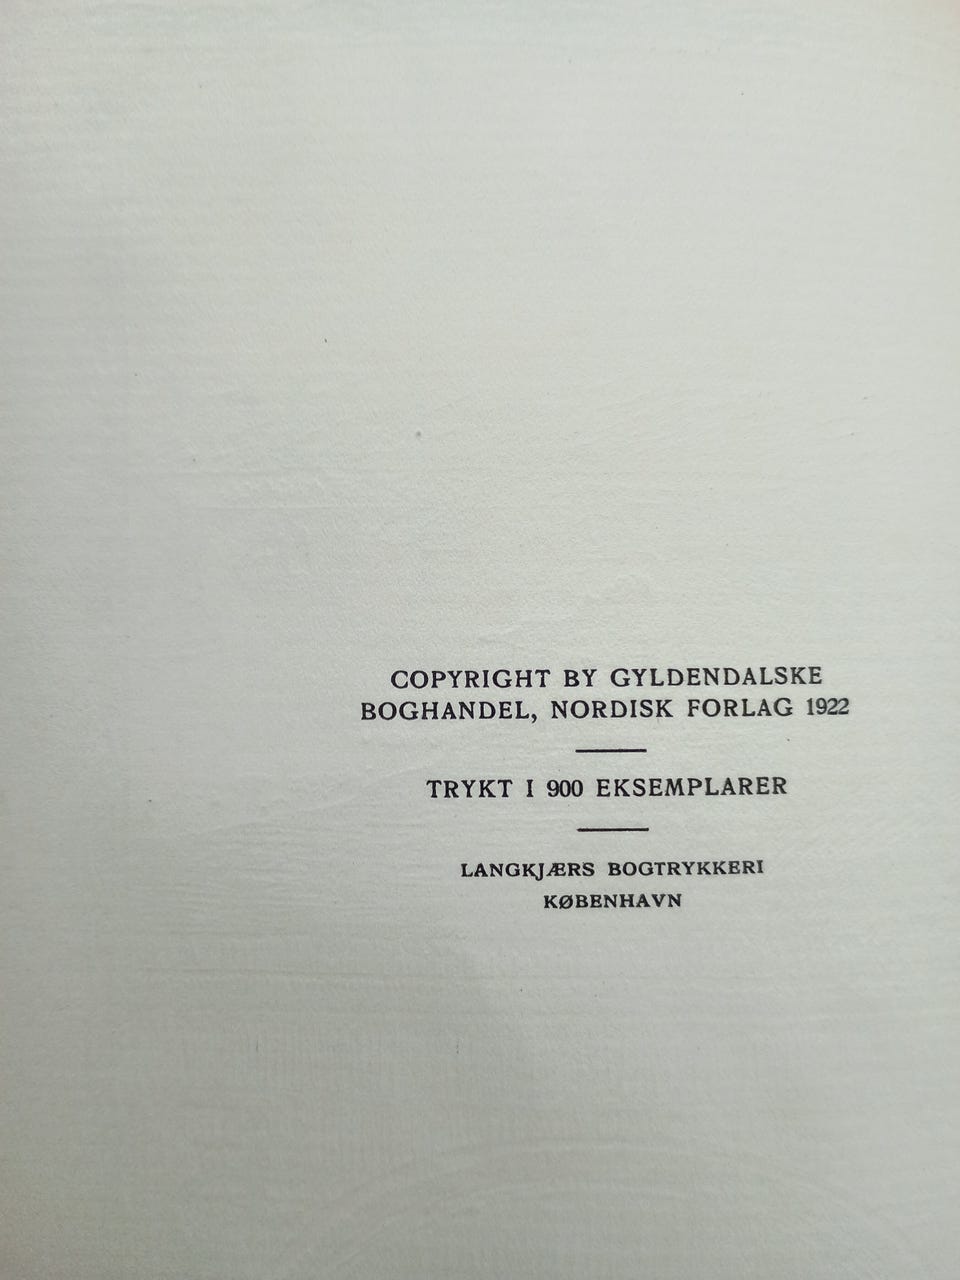 COPYRIGHT BY GYLDENDALSKE
BOGHANDEL, NORDISK FORLAG 1922
TRYKT I 900 EKSEMPLARER
LANGKJÆRS BOGTRYKKERI
KØBENHAVN